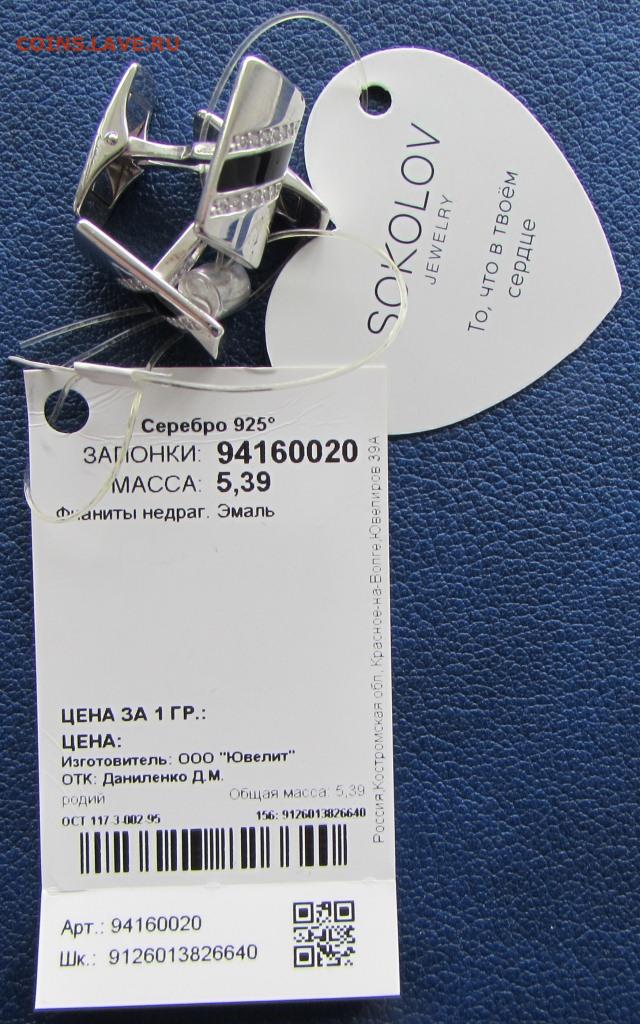 COINS.LAVE.RU
SOKOLOV
JEWELRY
То, что в твоём
сердце
Серебро 925°
ЗАПОНКИ: 94160020
МАССА: 5,39
Фианиты недраг. Эмаль
Россия,Костромская обл, Красное-на-Волге,Ювелиров 39А
ЦЕНА ЗА 1 ГР.:
ЦЕНА:
Изготовитель: ООО "Ювелит"
ОТК: Даниленко Д.М.
родий Общая масса: 5,39
ОСТ 117-3-002-95 156: 9126013826640
Арт.: 94160020
Шк.: 9126013826640